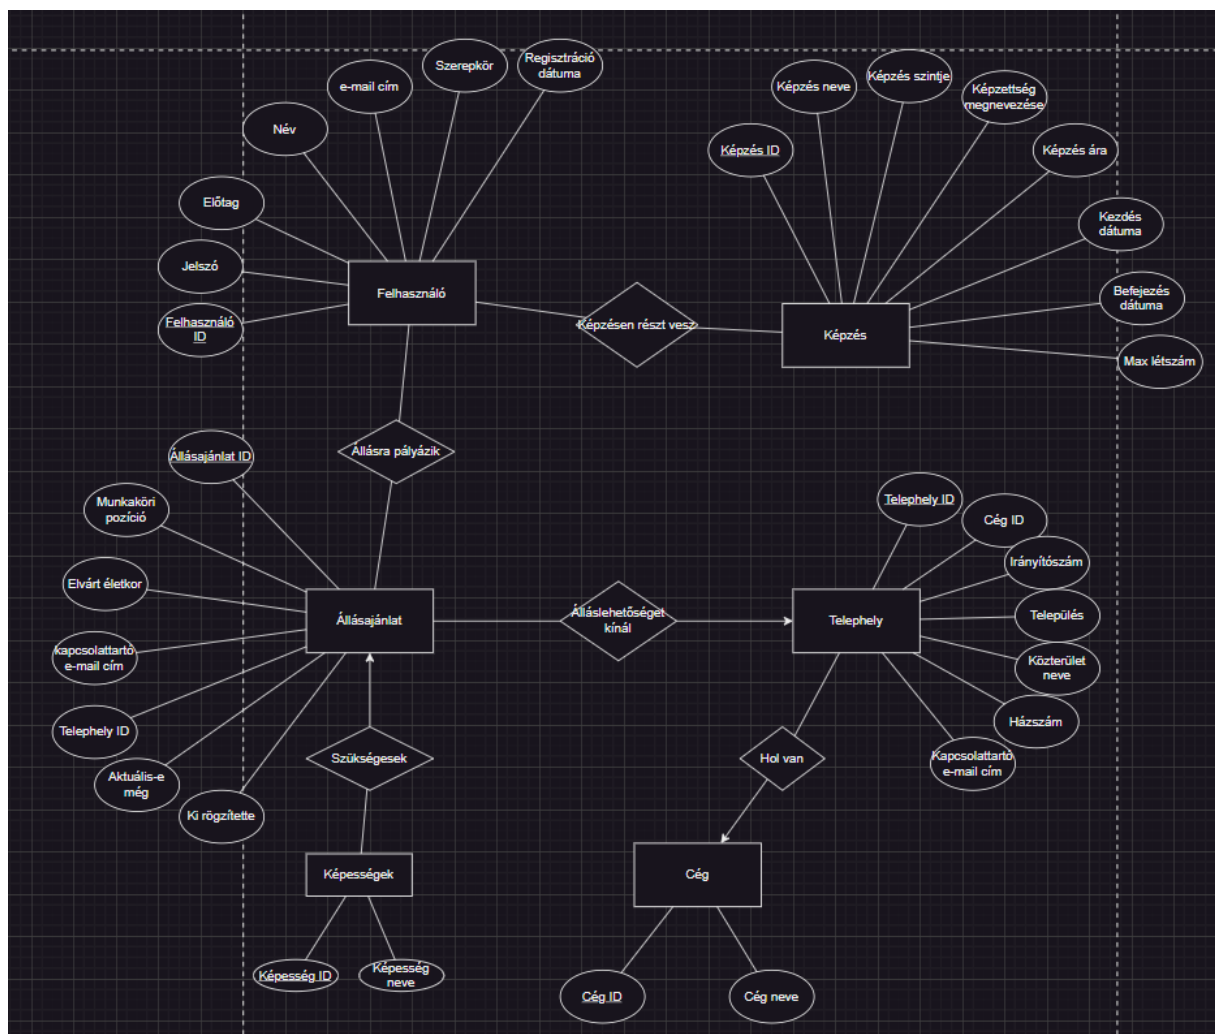 Regisztráció
dátuma
Szerepkör
e-mail cím
Név
Előtag
Jelszó
Felhasználó
ID
Felhasználó
Képzésen részt vesz
Képzés neve
Képzés szintje
Képzettség
megnevezése
Képzés ID
Képzés ára
Kezdés
dátuma
Befejezés
dátuma
Max létszám
Képzés
Állásra pályázik
Állásajánlat ID
Munkaköri
pozíció
Elvárt életkor
kapcsolattartó
e-mail cím
Telephely ID
Aktuális-e
még
Ki rögzítette
Állásajánlat
Álláslehetőséget
kínál
Telephely ID
Cég ID
Irányítószám
Település
Közterület
neve
Házszám
Kapcsolattartó
e-mail cím
Telephely
Szükségesek
Hol van
Képességek
Képesség ID
Képesség
neve
Cég
Cég ID
Cég neve